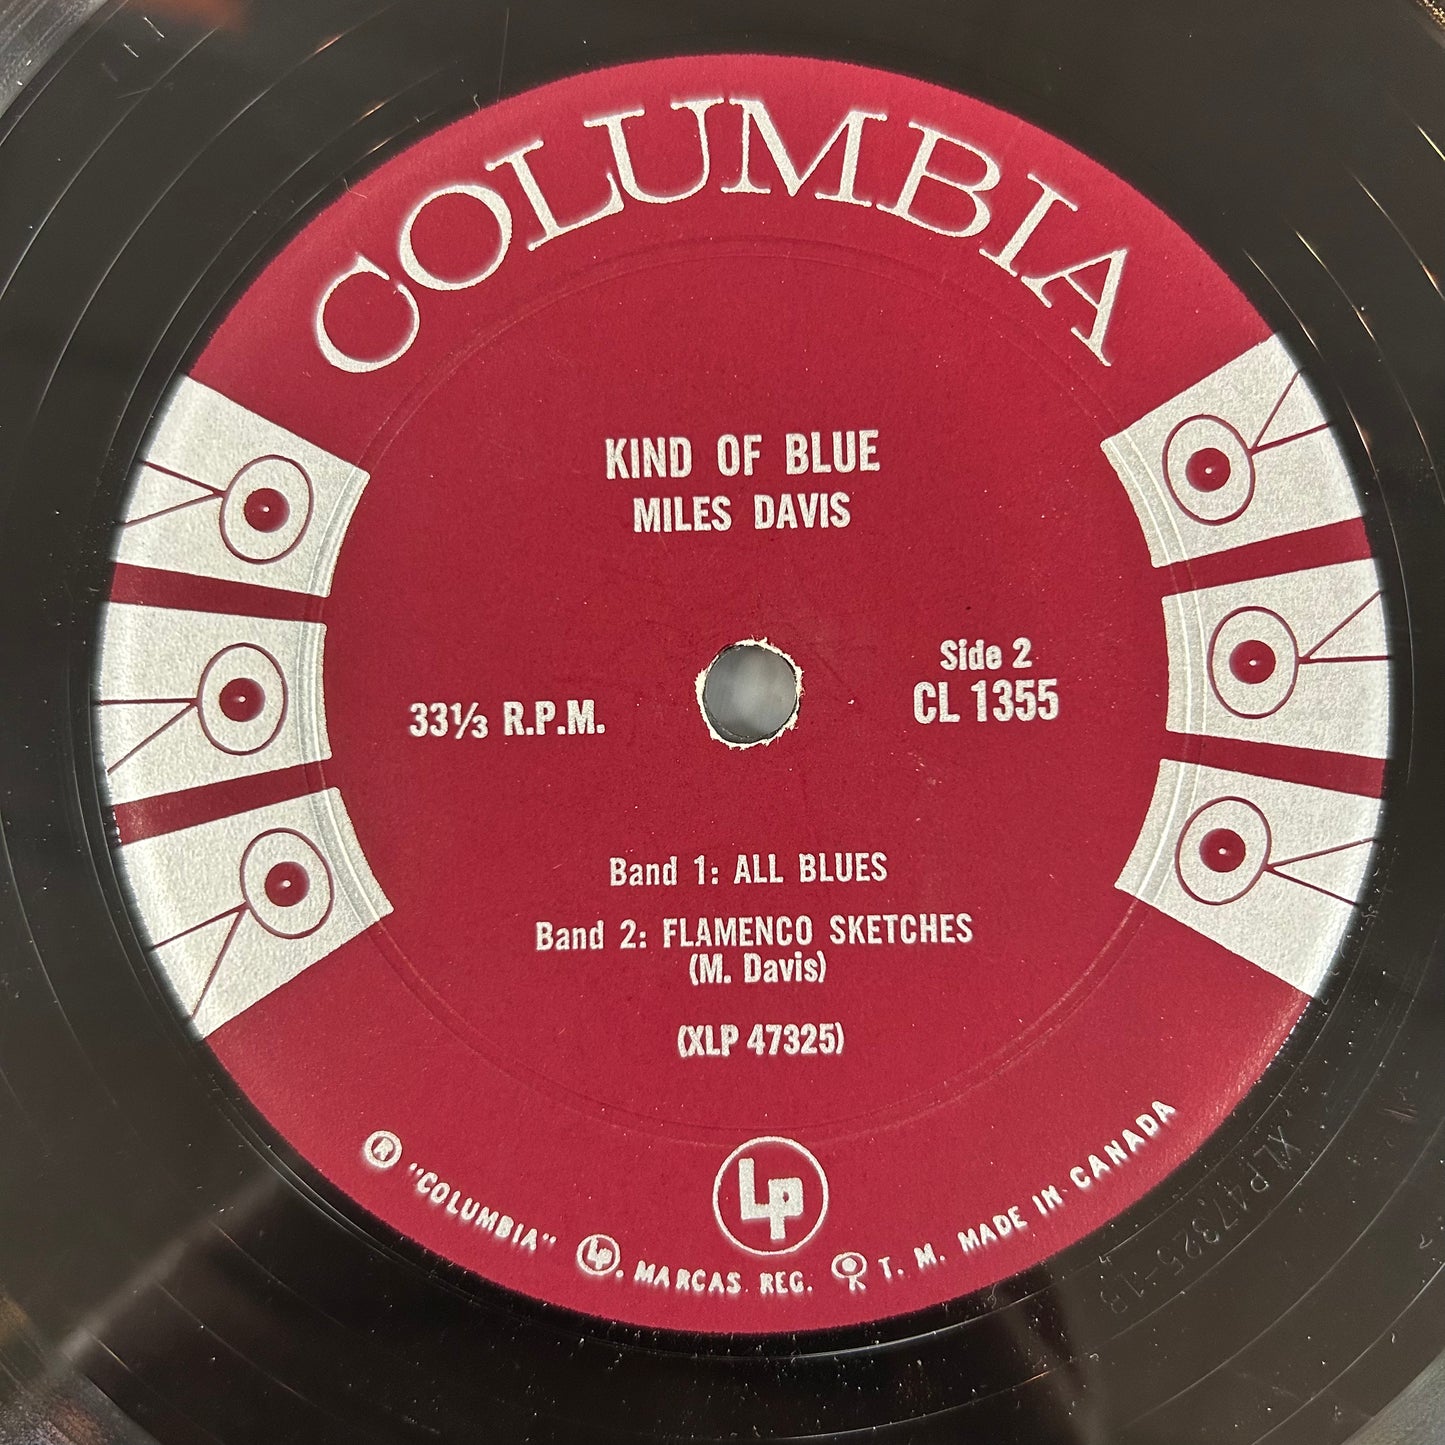 COLUMBIA
KIND OF BLUE
MILES DAVIS
Side 2
33⅓ R.P.M.
CL 1355
Band 1: ALL BLUES
Band 2: FLAMENCO SKETCHES
(M. Davis)
(XLP 47325)
LP
® "COLUMBIA" LP. MARCAS REG. T. M. MADE IN CANADA
XLP47325-1B